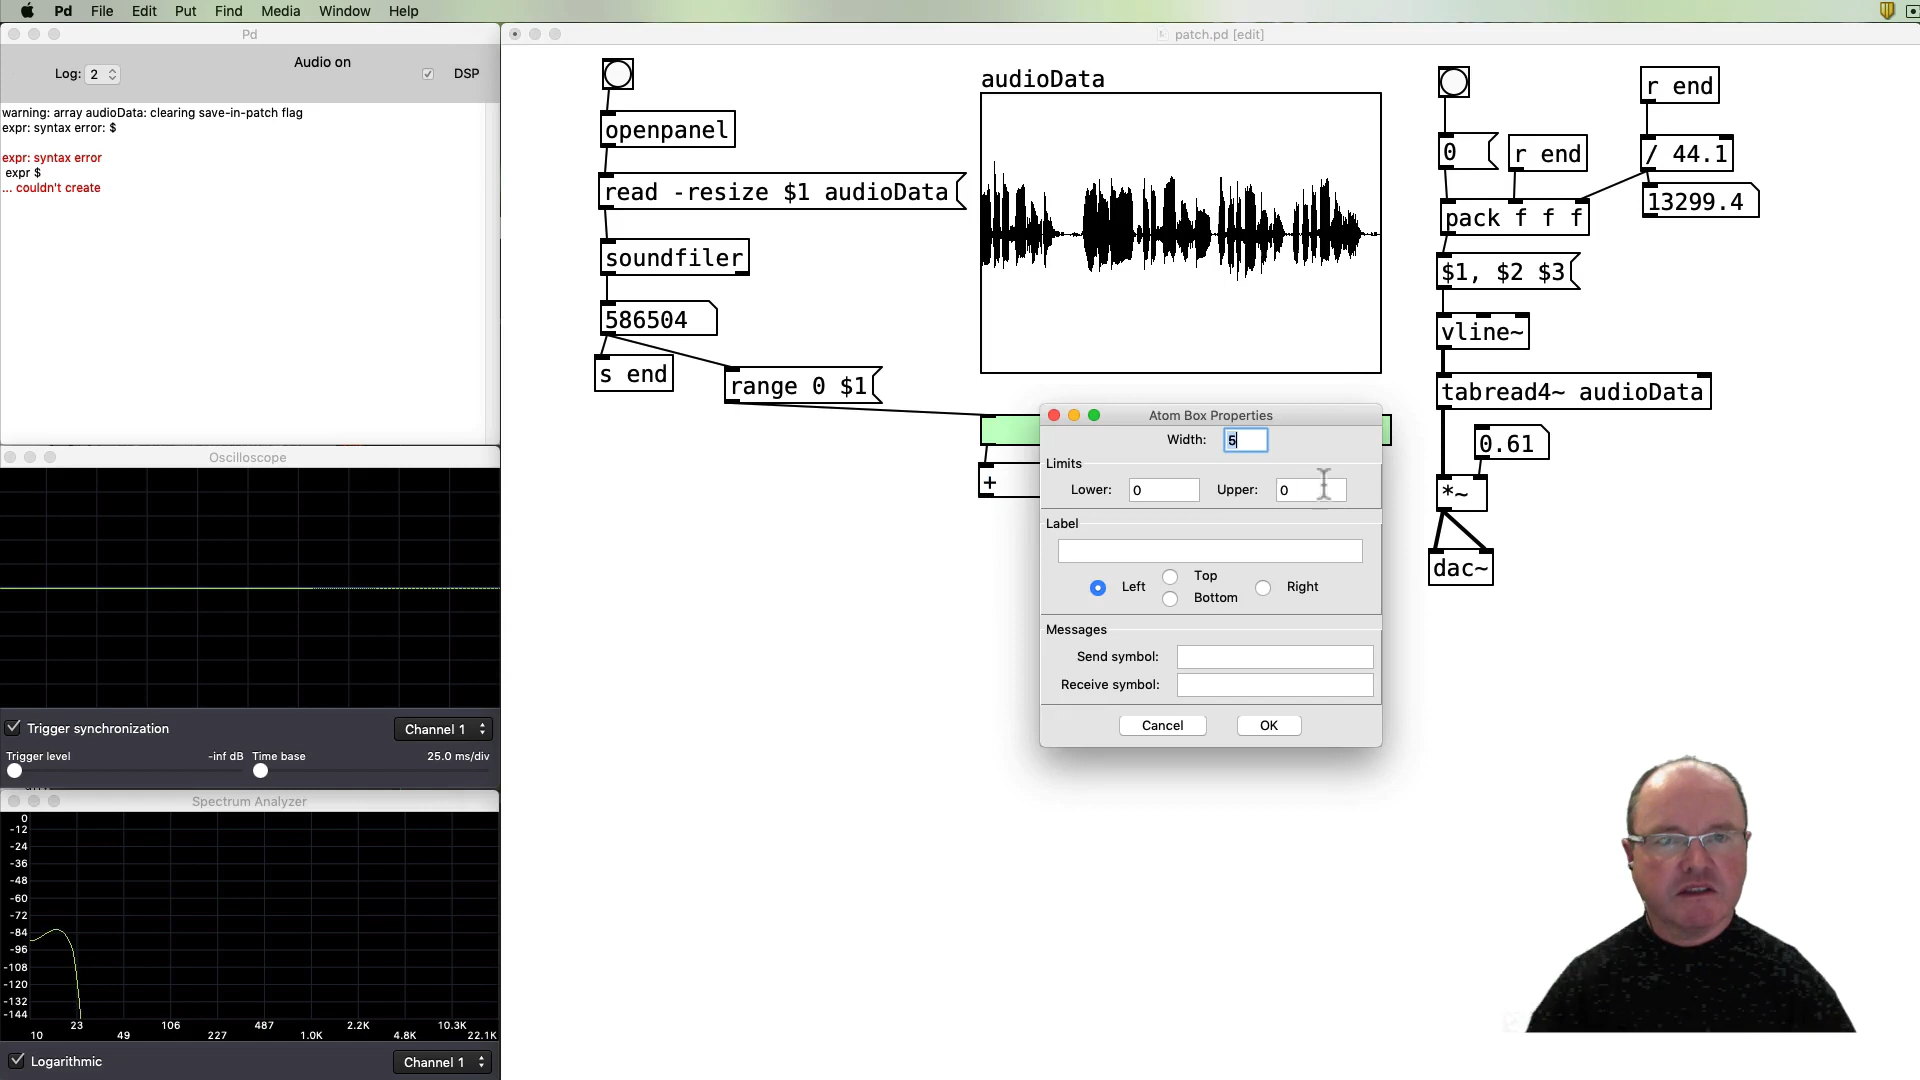 Pd File Edit Put Find Media Window Help
Pd
Log: 2
Audio on
DSP
warning: array audioData: clearing save-in-patch flag
expr: syntax error: $
expr: syntax error
expr $
... couldn't create
Oscilloscope
Trigger synchronization
Channel 1
Trigger level
-inf dB
Time base
25.0 ms/div
Spectrum Analyzer
0
-12
-24
-36
-48
-60
-72
-84
-96
-108
-120
-132
-144
23 106 487 2.2K 10.3K
10 49 227 1.0K 4.8K 22.1K
Logarithmic
Channel 1
patch.pd [edit]
openpanel
read -resize $1 audioData
soundfiler
586504
s end
range 0 $1
audioData
+
Atom Box Properties
Width: 5
Limits
Lower: 0
Upper: 0
Label
Left
Top
Bottom
Right
Messages
Send symbol:
Receive symbol:
Cancel
OK
r end
0
r end
/ 44.1
13299.4
pack f f f
$1, $2 $3
vline~
tabread4~ audioData
0.61
*~
dac~